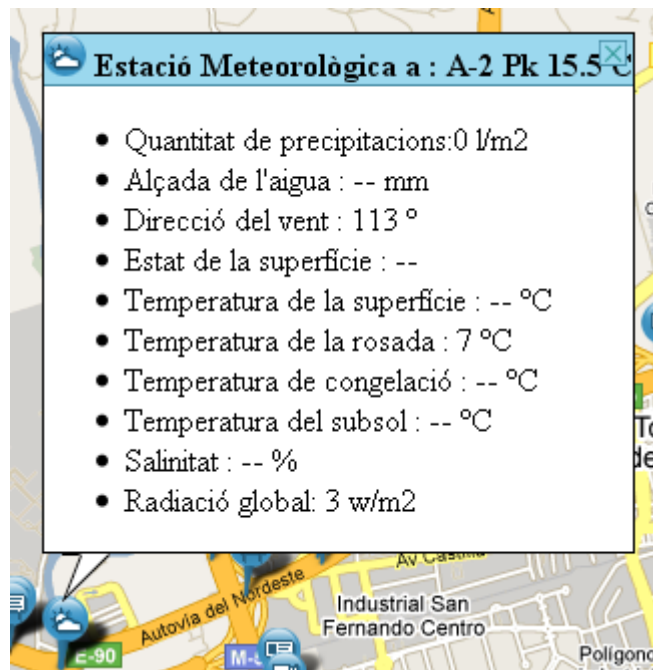 Estació Meteorològica a : A-2 Pk 15.5
Quantitat de precipitacions:0 l/m2
Alçada de l'aigua : -- mm
Direcció del vent : 113 º
Estat de la superfície : --
Temperatura de la superfície : -- ºC
Temperatura de la rosada : 7 ºC
Temperatura de congelació : -- ºC
Temperatura del subsol : -- ºC
Salinitat : -- %
Radiació global: 3 w/m2
Av Castilla
Autovía del Nordeste
Industrial San
Fernando Centro
E-90
Polígono